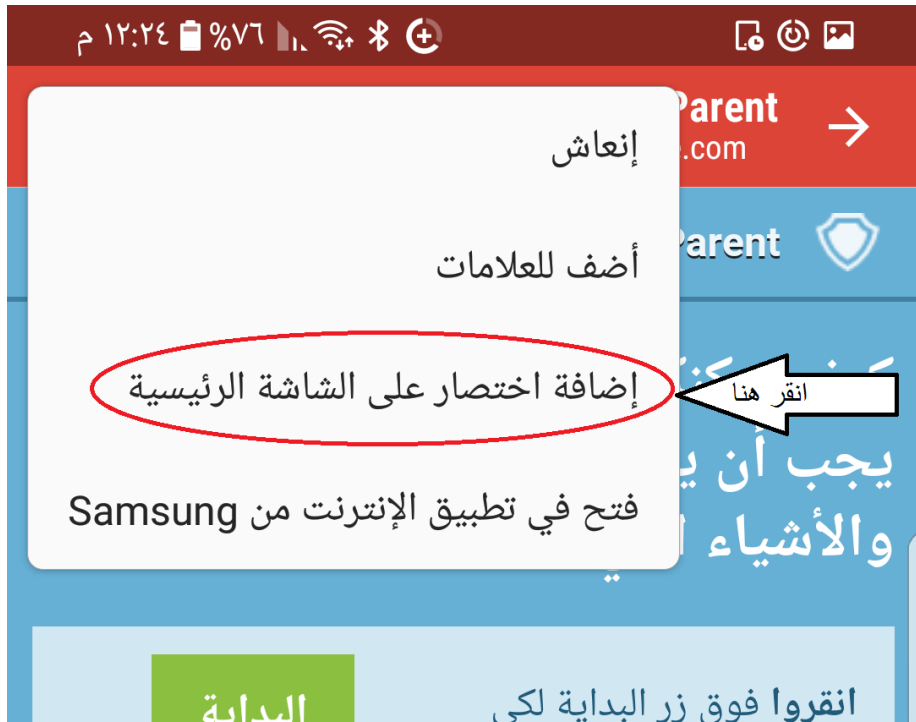 ١٢:٢٤ م ٧٦%
إنعاش
أضف للعلامات
إضافة اختصار على الشاشة الرئيسية
انقر هنا
فتح في تطبيق الإنترنت من Samsung
Parent
.com
Parent
يجب أن
والأشياء
انقروا فوق زر البداية لكي
البداية